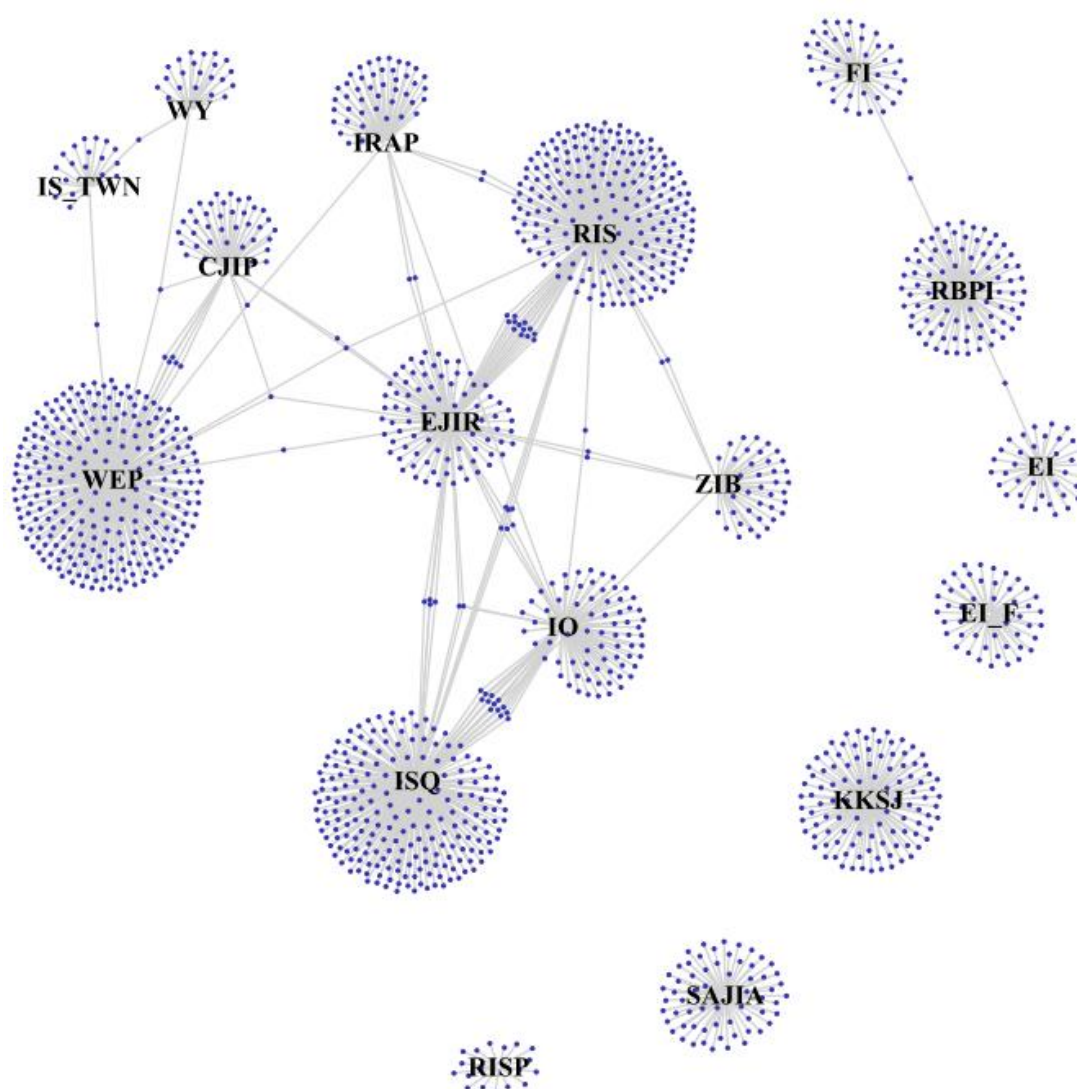 FI
WY
IRAP
IS_TWN
RIS
CJIP
RBPI
EJIR
EI
WEP
ZIB
EI_F
IO
ISQ
KKSJ
SAJIA
RISP